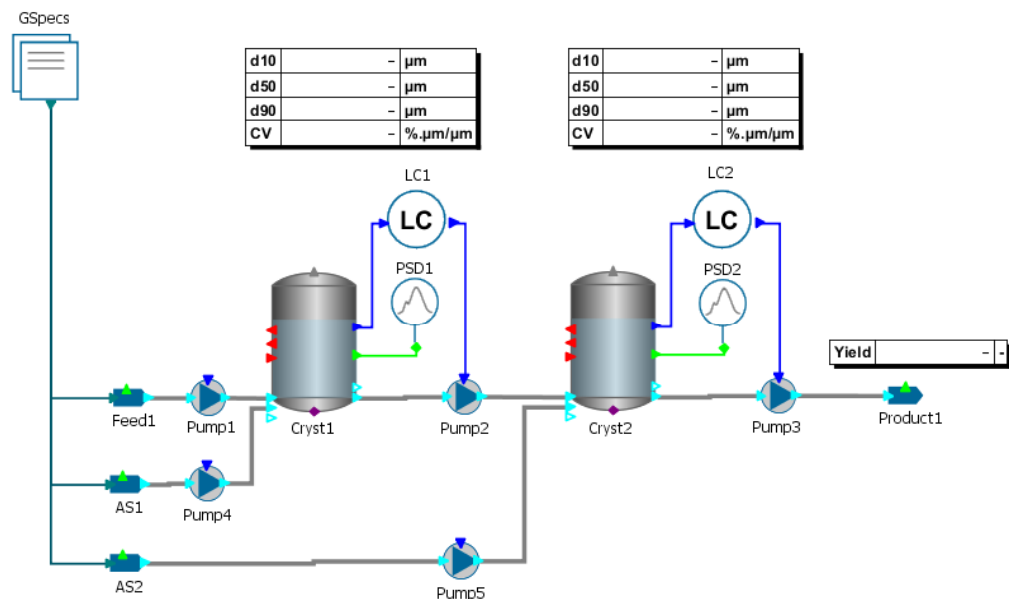 GSpecs
d10 – µm
d50 – µm
d90 – µm
CV – %.µm/µm
d10 – µm
d50 – µm
d90 – µm
CV – %.µm/µm
LC1
LC
PSD1
LC2
LC
PSD2
Yield – -
Feed1
Pump1
Cryst1
Pump2
Cryst2
Pump3
Product1
AS1
Pump4
AS2
Pump5